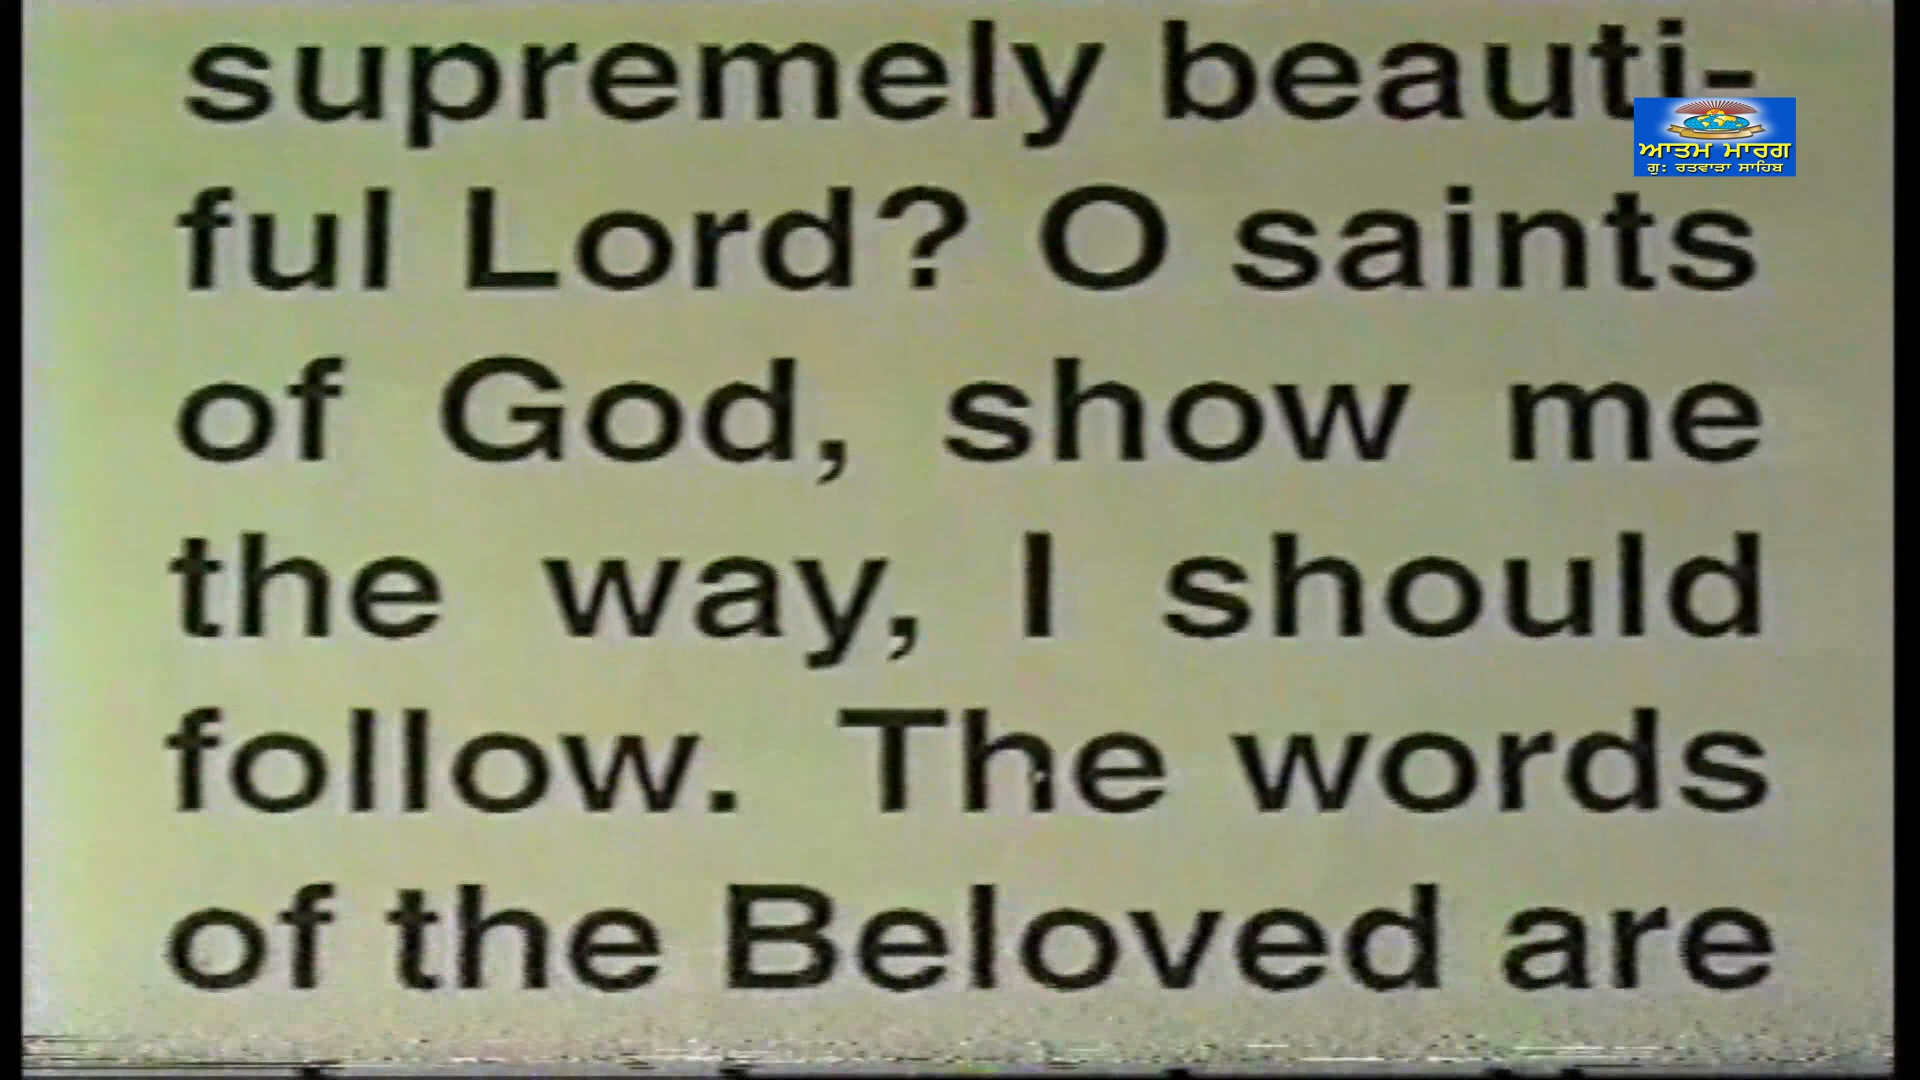 supremely beauti-
ful Lord? O saints
of God, show me
the way, I should
follow. The words
of the Beloved are
ਆਤਮ ਮਾਰਗ
ਗੁ: ਰਤਵਾੜਾ ਸਾਹਿਬ